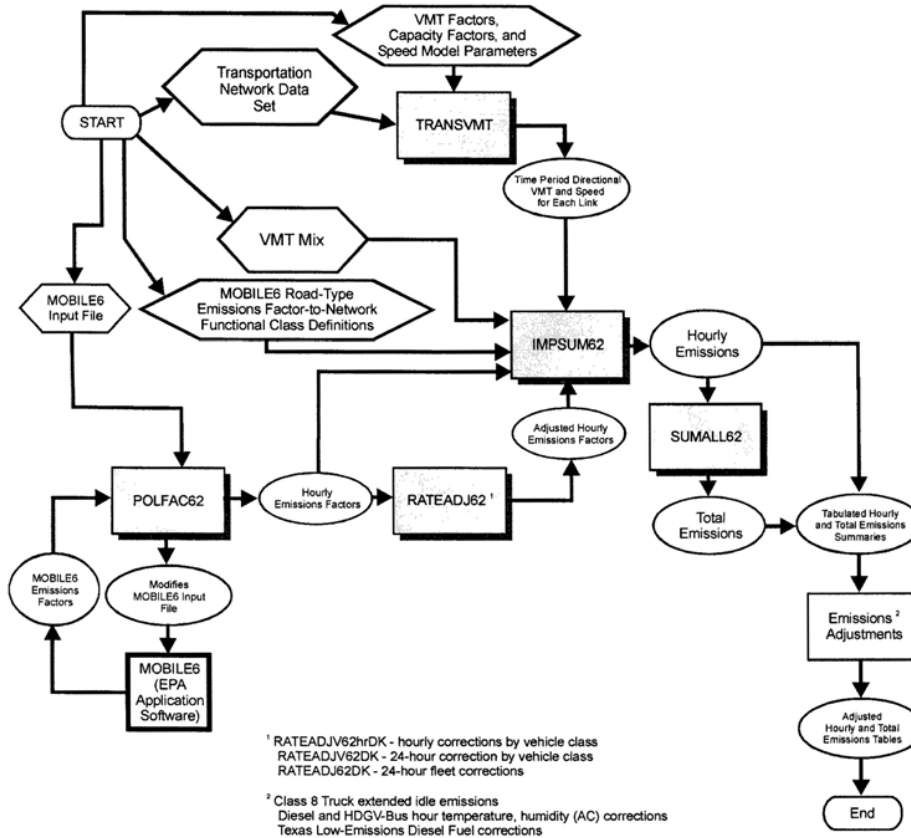 VMT Factors,
Capacity Factors, and
Speed Model Parameters
Transportation
Network Data
Set
START
TRANSVMT
Time Period Directional
VMT and Speed
for Each Link
VMT Mix
MOBILE6
Input File
MOBILE6 Road-Type
Emissions Factor-to-Network
Functional Class Definitions
IMPSUM62
Hourly
Emissions
Adjusted Hourly
Emissions Factors
SUMALL62
POLFAC62
Hourly
Emissions Factors
RATEADJ62 ¹
Total
Emissions
Tabulated Hourly
and Total Emissions
Summaries
MOBILE6
Emissions
Factors
Modifies
MOBILE6 Input
File
Emissions ²
Adjustments
MOBILE6
(EPA
Application
Software)
Adjusted
Hourly and Total
Emissions Tables
End
¹ RATEADJV62hrDK - hourly corrections by vehicle class
RATEADJV62DK - 24-hour correction by vehicle class
RATEADJ62DK - 24-hour fleet corrections
² Class 8 Truck extended idle emissions
Diesel and HDGV-Bus hour temperature, humidity (AC) corrections
Texas Low-Emissions Diesel Fuel corrections